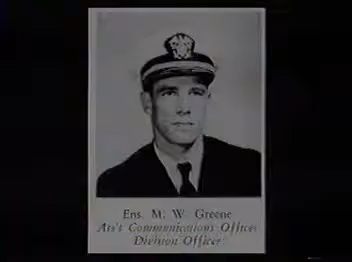 Ens. M. W. Greene
Ass't Communications Officer
Division Officer